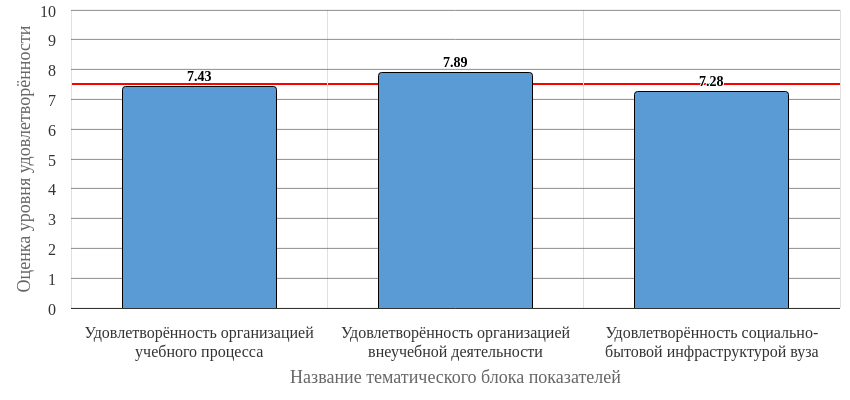 Оценка уровня удовлетворённости
10
9
8
7
6
5
4
3
2
1
0
7.43
7.89
7.28
Удовлетворённость организацией
учебного процесса
Удовлетворённость организацией
внеучебной деятельности
Удовлетворённость социально-
бытовой инфраструктурой вуза
Название тематического блока показателей